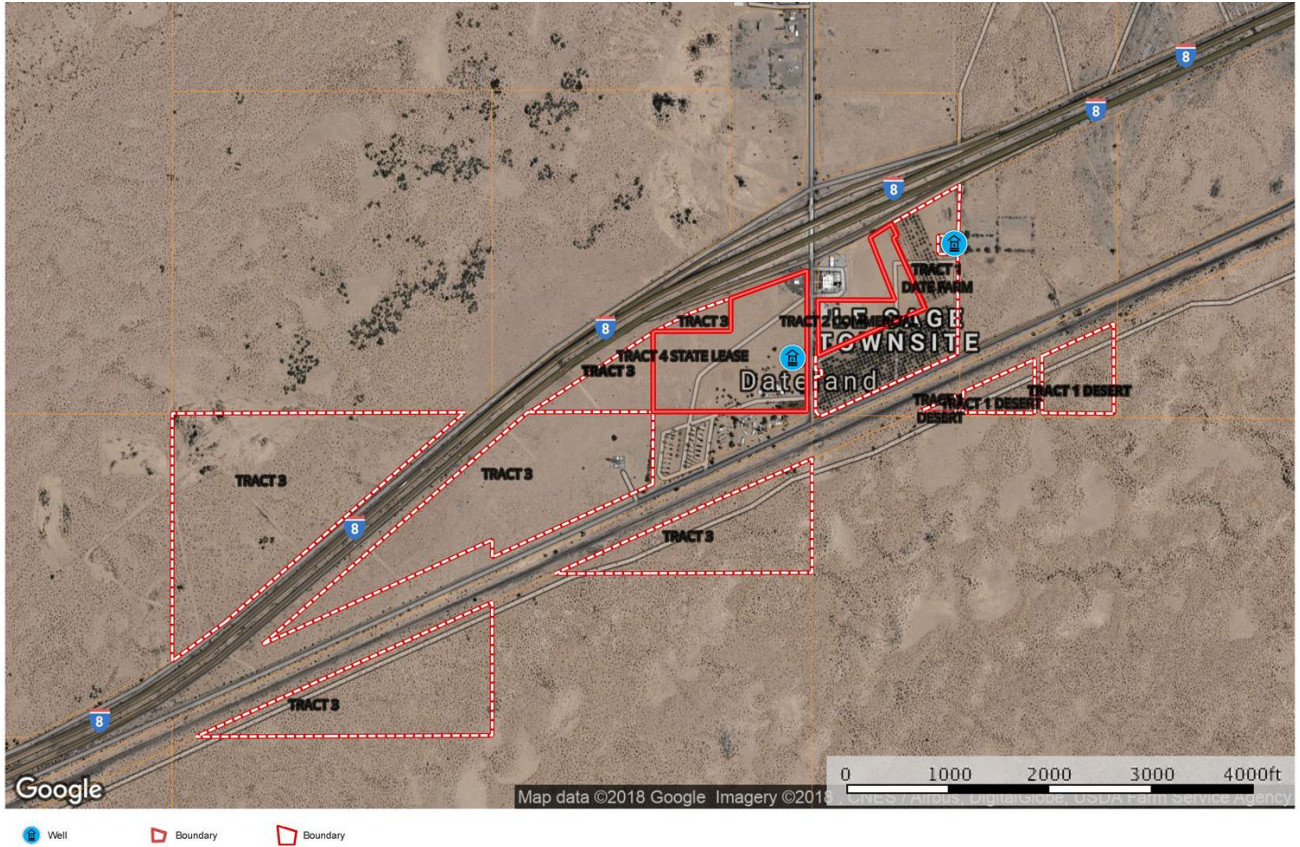 8
8
8
TRACT 1
DATE FARM
TRACT 3
TRACT 2 COMMERCIAL
LE SAGE
TOWNSITE
8
TRACT 4 STATE LEASE
TRACT 3
Dateland
TRACT 1 DESERT
TRACT 1 DESERT
DESERT
TRACT 3
TRACT 3
8
TRACT 3
TRACT 3
8
0 1000 2000 3000 4000ft
Google
Map data ©2018 Google Imagery ©2018 , CNES / Airbus, DigitalGlobe, USDA Farm Service Agency
Well
Boundary
Boundary